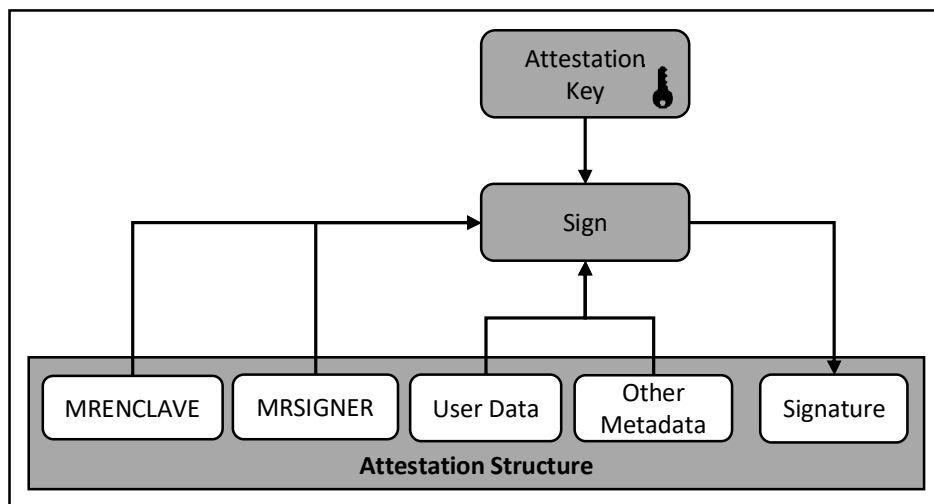 Attestation
Key
Sign
MRENCLAVE
MRSIGNER
User Data
Other
Metadata
Signature
Attestation Structure